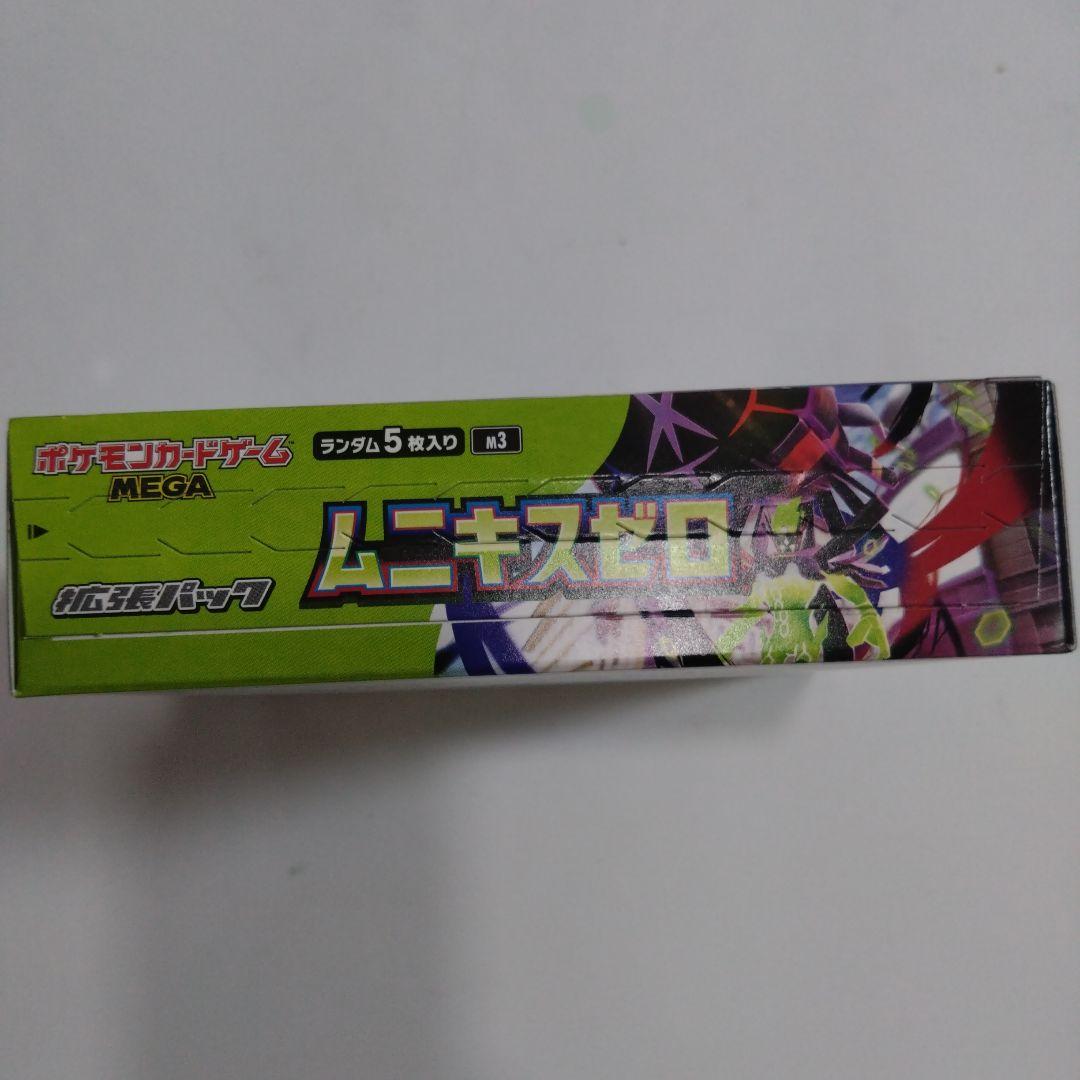 ポケモンカードゲーム
MEGA
ランダム5枚入り M3
ムニキスゼロ
拡張パック